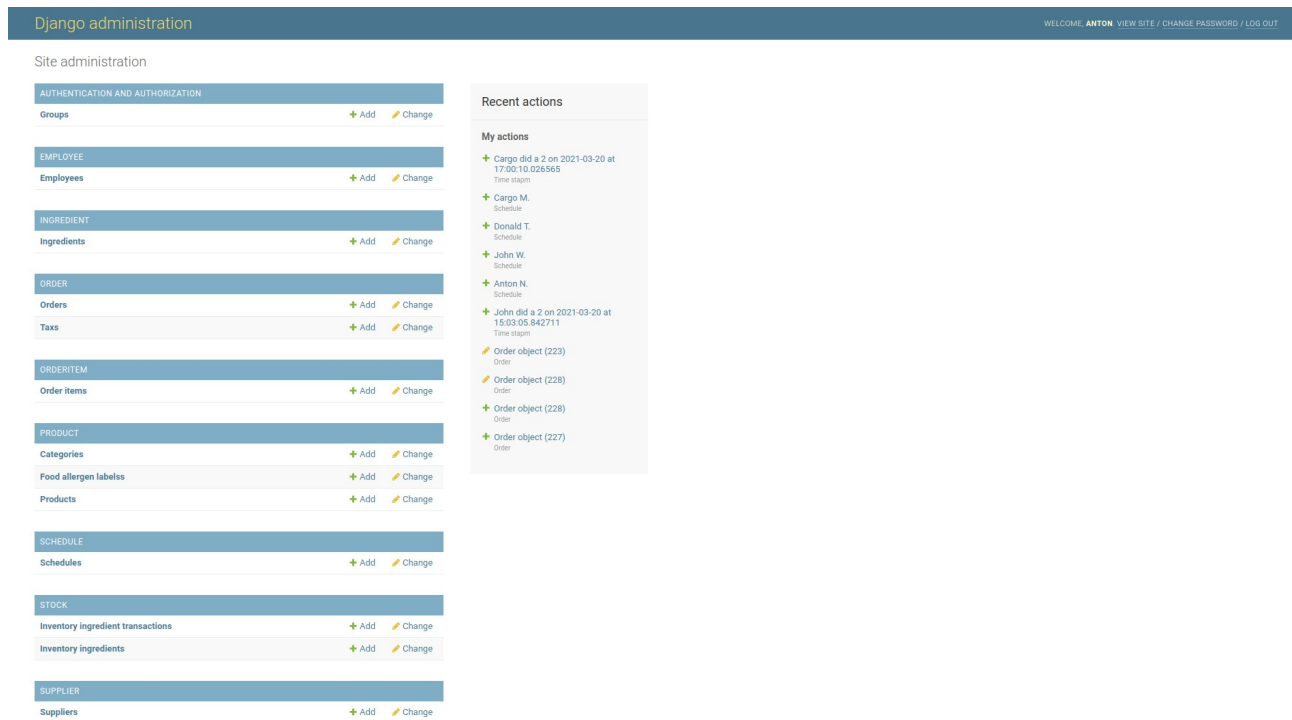 Django administration
WELCOME, ANTON. VIEW SITE / CHANGE PASSWORD / LOG OUT
Site administration
AUTHENTICATION AND AUTHORIZATION
Groups Add Change
EMPLOYEE
Employees Add Change
INGREDIENT
Ingredients Add Change
ORDER
Orders Add Change
Taxs Add Change
ORDERITEM
Order items Add Change
PRODUCT
Categories Add Change
Food allergen labelss Add Change
Products Add Change
SCHEDULE
Schedules Add Change
STOCK
Inventory ingredient transactions Add Change
Inventory ingredients Add Change
SUPPLIER
Suppliers Add Change
Recent actions
My actions
Cargo did a 2 on 2021-03-20 at
17:00:10.026565
Time stapm
Cargo M.
Schedule
Donald T.
Schedule
John W.
Schedule
Anton N.
Schedule
John did a 2 on 2021-03-20 at
15:03:05.842711
Time stapm
Order object (223)
Order
Order object (228)
Order
Order object (228)
Order
Order object (227)
Order